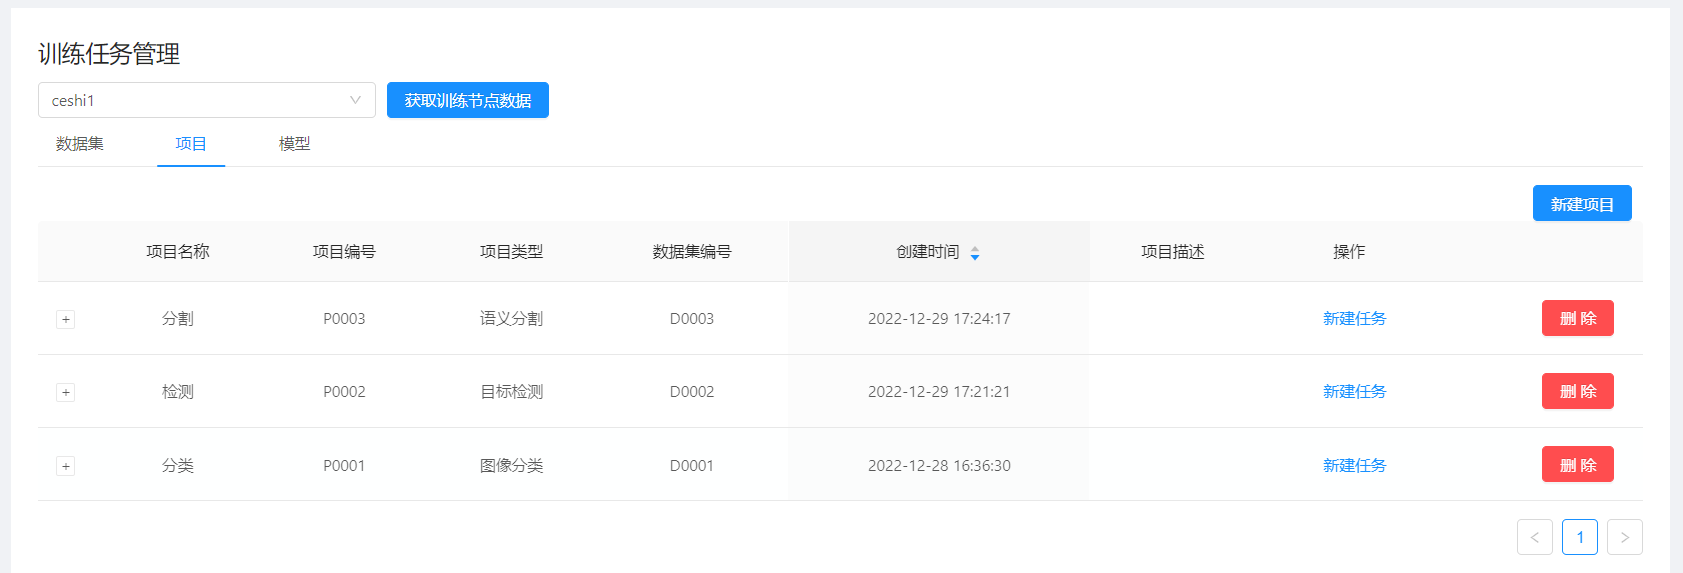 训练任务管理
ceshi1 获取训练节点数据
数据集 项目 模型
新建项目
项目名称 项目编号 项目类型 数据集编号 创建时间 项目描述 操作
+ 分割 P0003 语义分割 D0003 2022-12-29 17:24:17 新建任务 删 除
+ 检测 P0002 目标检测 D0002 2022-12-29 17:21:21 新建任务 删 除
+ 分类 P0001 图像分类 D0001 2022-12-28 16:36:30 新建任务 删 除
< 1 >